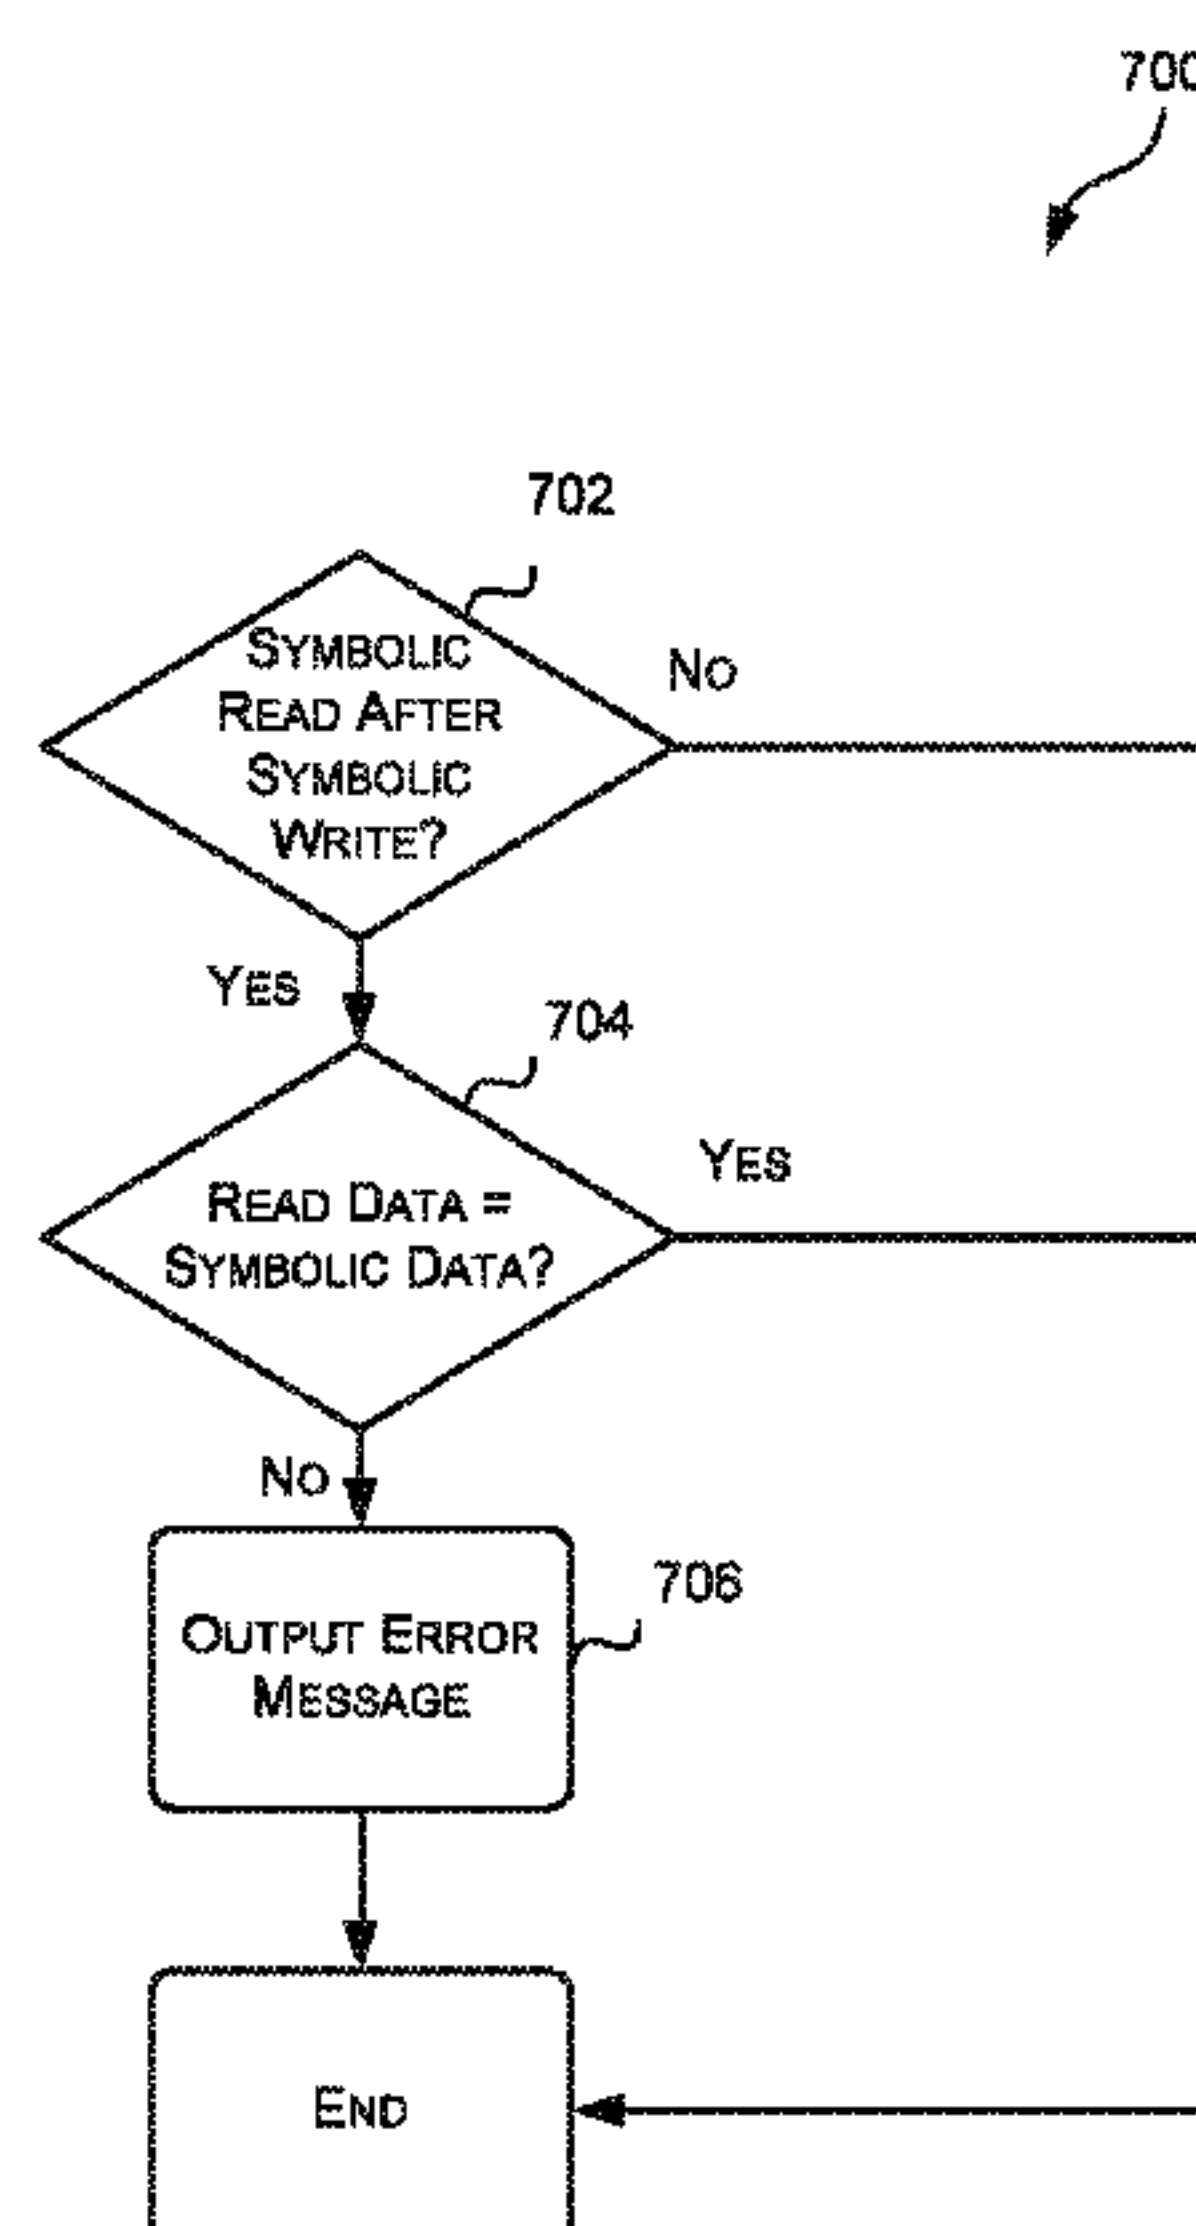 700
702
SYMBOLIC
READ AFTER
SYMBOLIC
WRITE?
NO
YES
704
READ DATA =
SYMBOLIC DATA?
YES
NO
706
OUTPUT ERROR
MESSAGE
END